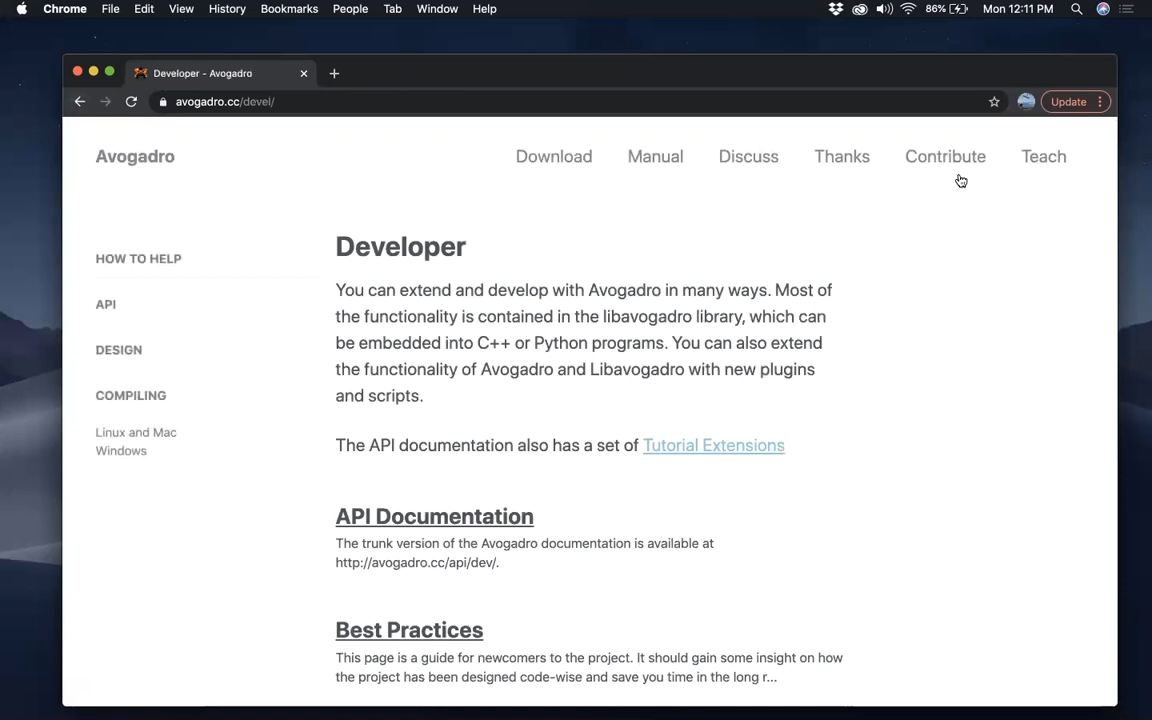 Chrome File Edit View History Bookmarks People Tab Window Help 86% Mon 12:11 PM
Developer - Avogadro
avogadro.cc/devel/ Update
Avogadro Download Manual Discuss Thanks Contribute Teach
HOW TO HELP
API
DESIGN
COMPILING
Linux and Mac
Windows
Developer
You can extend and develop with Avogadro in many ways. Most of
the functionality is contained in the libavogadro library, which can
be embedded into C++ or Python programs. You can also extend
the functionality of Avogadro and Libavogadro with new plugins
and scripts.
The API documentation also has a set of Tutorial Extensions
API Documentation
The trunk version of the Avogadro documentation is available at
http://avogadro.cc/api/dev/.
Best Practices
This page is a guide for newcomers to the project. It should gain some insight on how
the project has been designed code-wise and save you time in the long r...